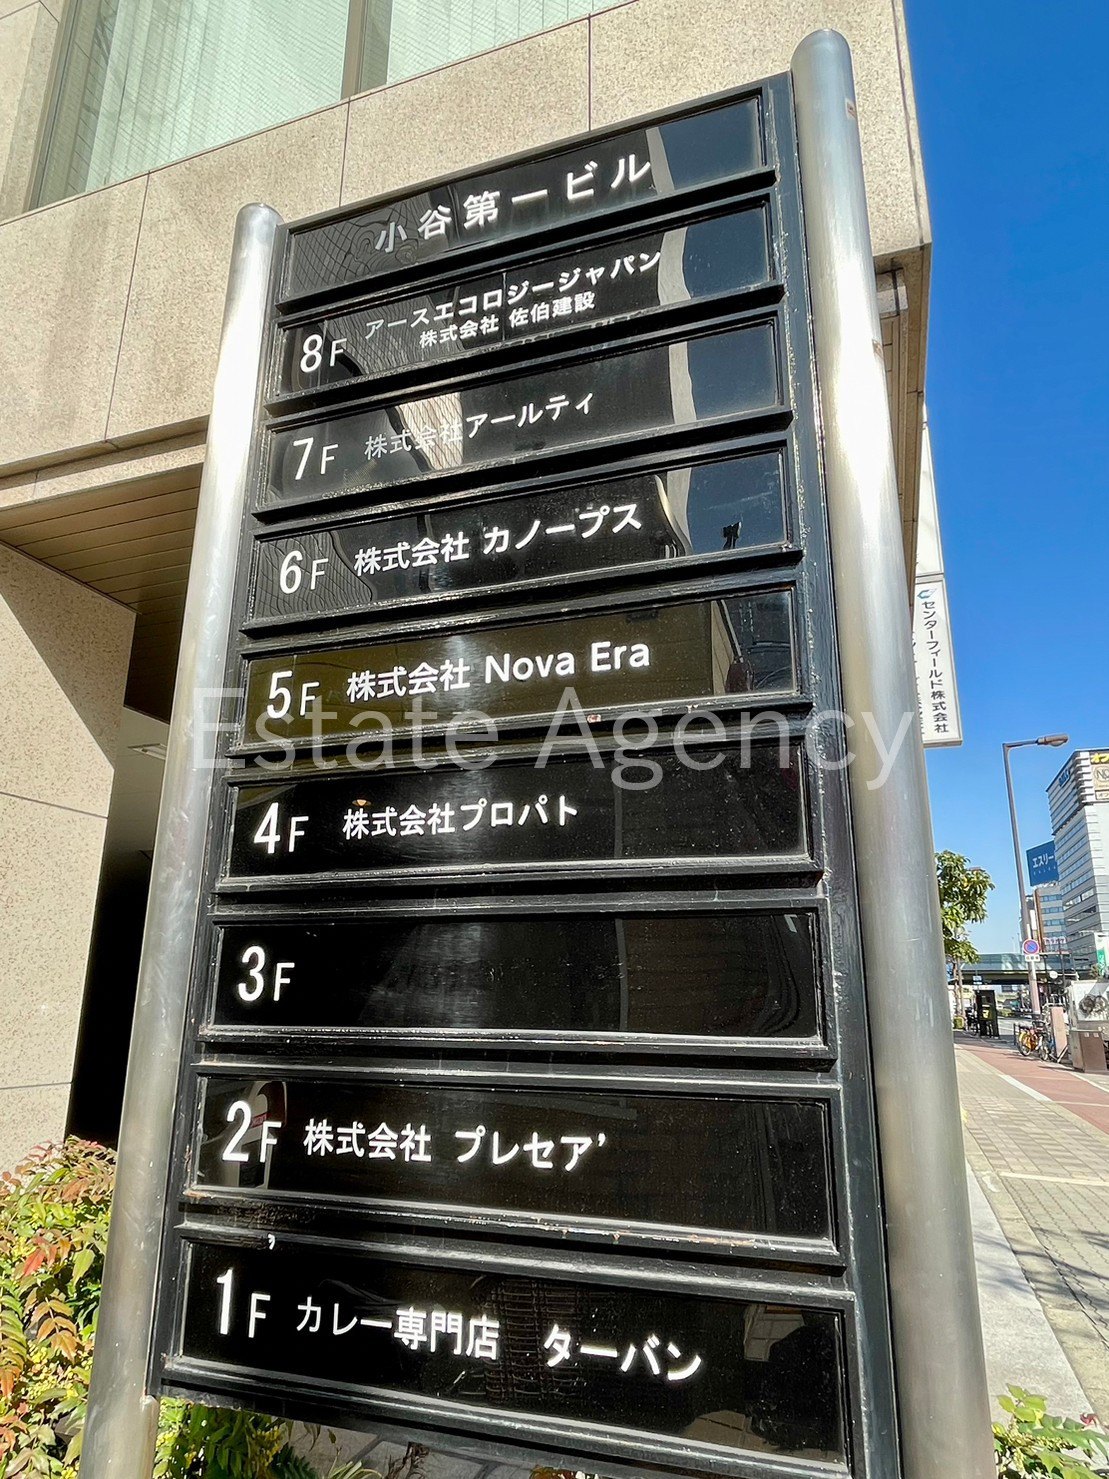 小谷第一ビル
アースエコロジージャパン
8F 株式会社 佐伯建設
7F 株式会社アールティ
6F 株式会社 カノープス
5F 株式会社 Nova Era
Estate Agency
4F 株式会社プロパト
3F
2F 株式会社 プレセア’
1F カレー専門店 ターバン
センターフィールド株式会社
エスリー